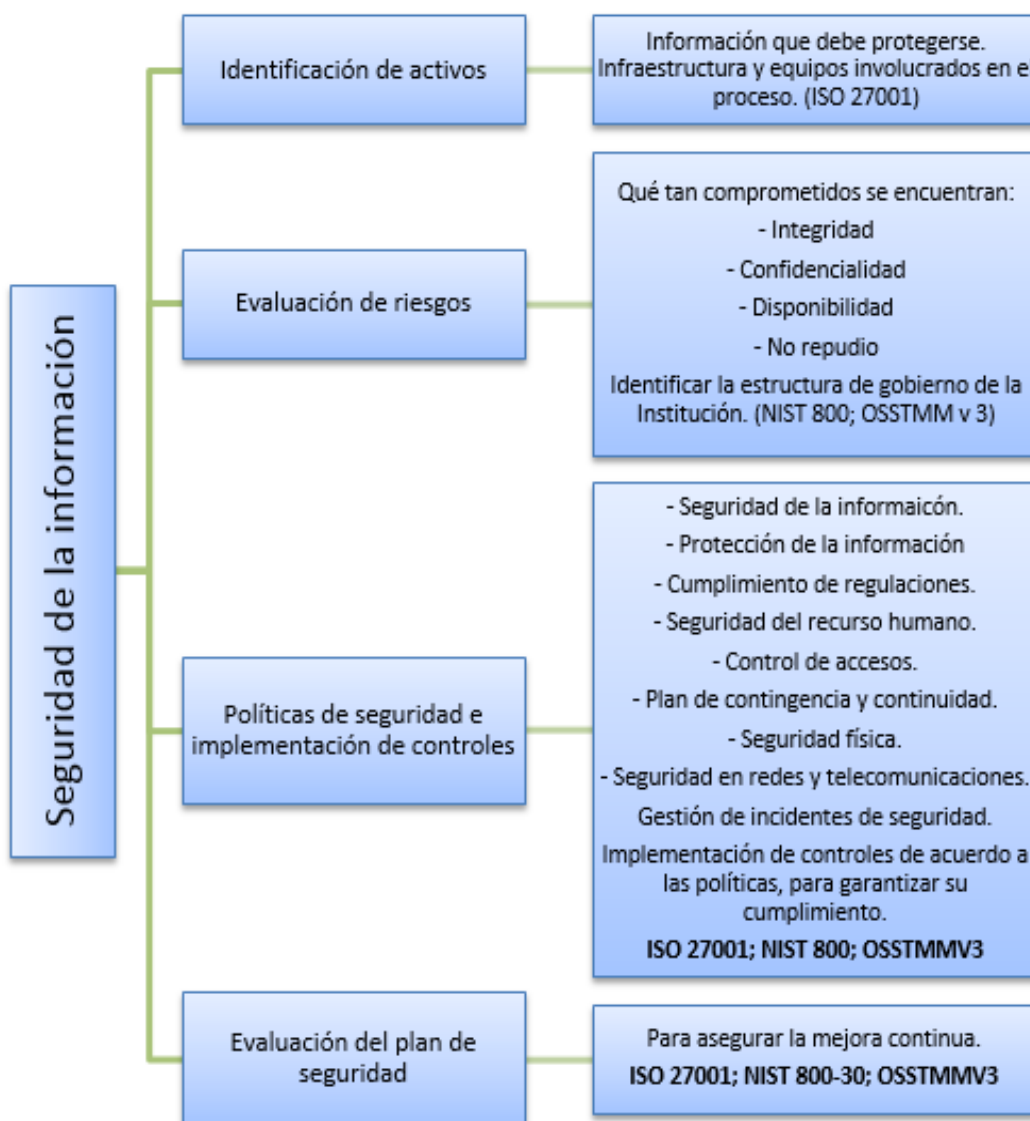 Seguridad de la información
Identificación de activos
Información que debe protegerse.
Infraestructura y equipos involucrados en el
proceso. (ISO 27001)
Evaluación de riesgos
Qué tan comprometidos se encuentran:
- Integridad
- Confidencialidad
- Disponibilidad
- No repudio
Identificar la estructura de gobierno de la
Institución. (NIST 800; OSSTMM v 3)
Políticas de seguridad e
implementación de controles
- Seguridad de la informaicón.
- Protección de la información
- Cumplimiento de regulaciones.
- Seguridad del recurso humano.
- Control de accesos.
- Plan de contingencia y continuidad.
- Seguridad física.
- Seguridad en redes y telecomunicaciones.
Gestión de incidentes de seguridad.
Implementación de controles de acuerdo a
las políticas, para garantizar su
cumplimiento.
ISO 27001; NIST 800; OSSTMMV3
Evaluación del plan de
seguridad
Para asegurar la mejora continua.
ISO 27001; NIST 800-30; OSSTMMV3